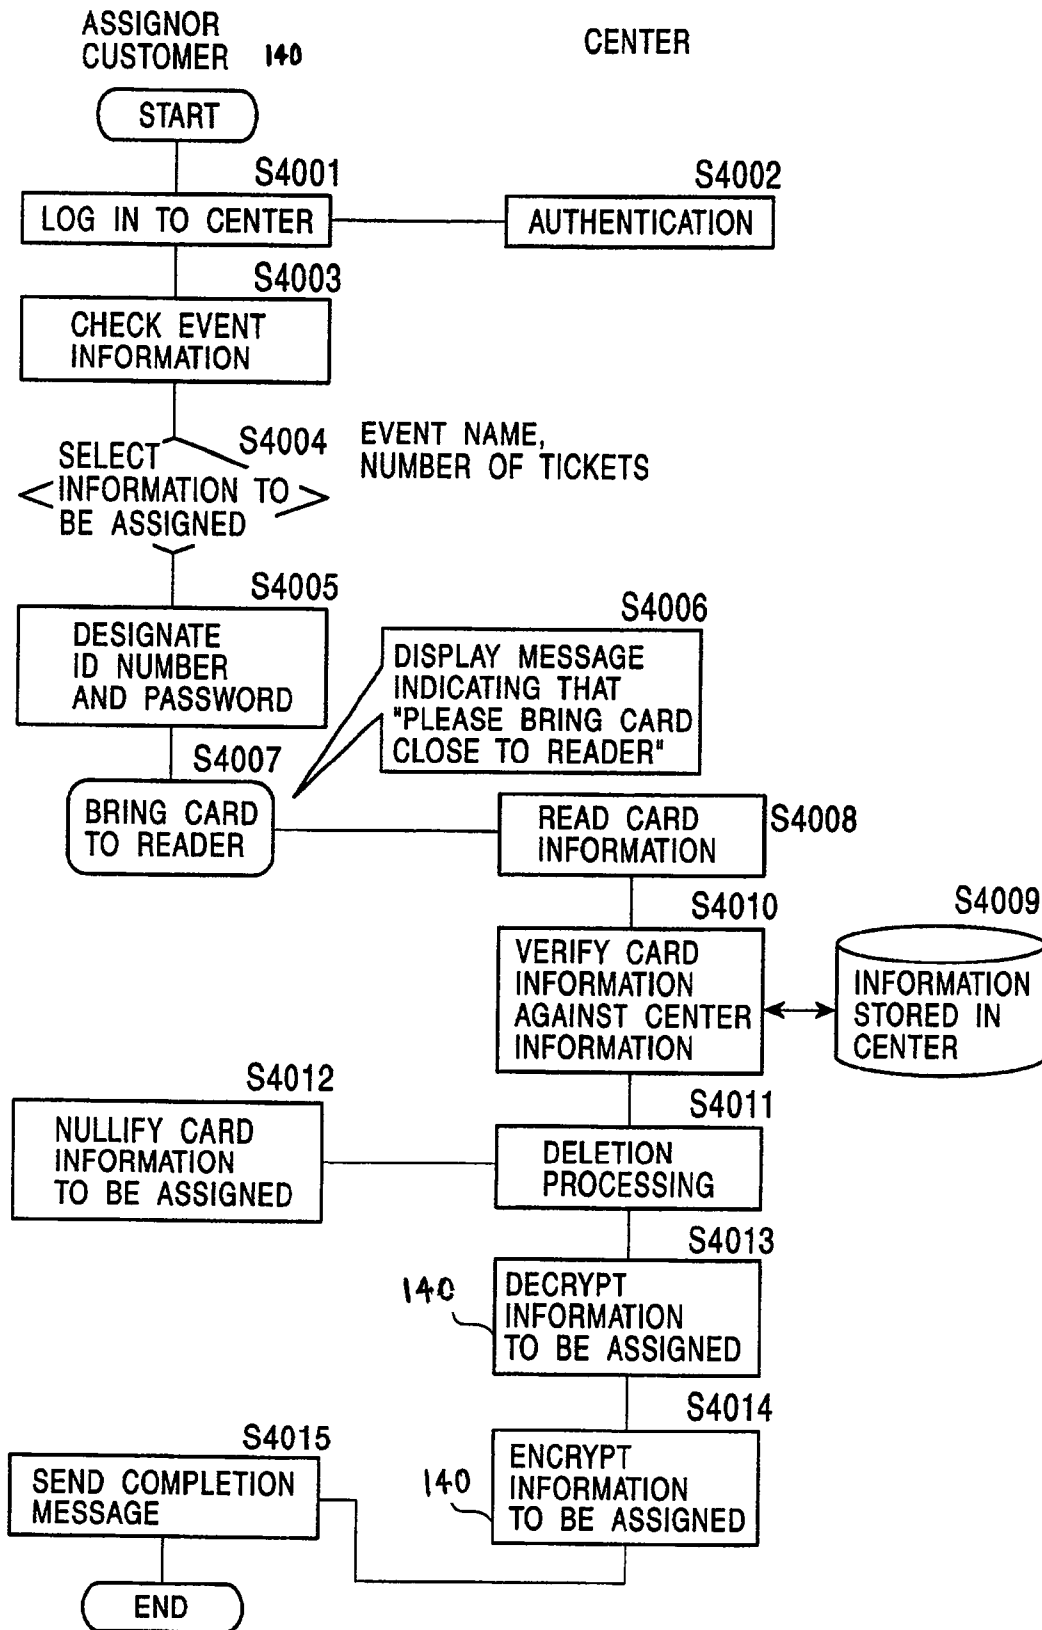 ASSIGNOR
CUSTOMER 140
CENTER
START
S4001
LOG IN TO CENTER
S4002
AUTHENTICATION
S4003
CHECK EVENT
INFORMATION
S4004
SELECT
INFORMATION TO
BE ASSIGNED
EVENT NAME,
NUMBER OF TICKETS
S4005
DESIGNATE
ID NUMBER
AND PASSWORD
S4006
DISPLAY MESSAGE
INDICATING THAT
"PLEASE BRING CARD
CLOSE TO READER"
S4007
BRING CARD
TO READER
S4008
READ CARD
INFORMATION
S4010
VERIFY CARD
INFORMATION
AGAINST CENTER
INFORMATION
S4009
INFORMATION
STORED IN
CENTER
S4012
NULLIFY CARD
INFORMATION
TO BE ASSIGNED
S4011
DELETION
PROCESSING
S4013
140
DECRYPT
INFORMATION
TO BE ASSIGNED
S4014
140
ENCRYPT
INFORMATION
TO BE ASSIGNED
S4015
SEND COMPLETION
MESSAGE
END